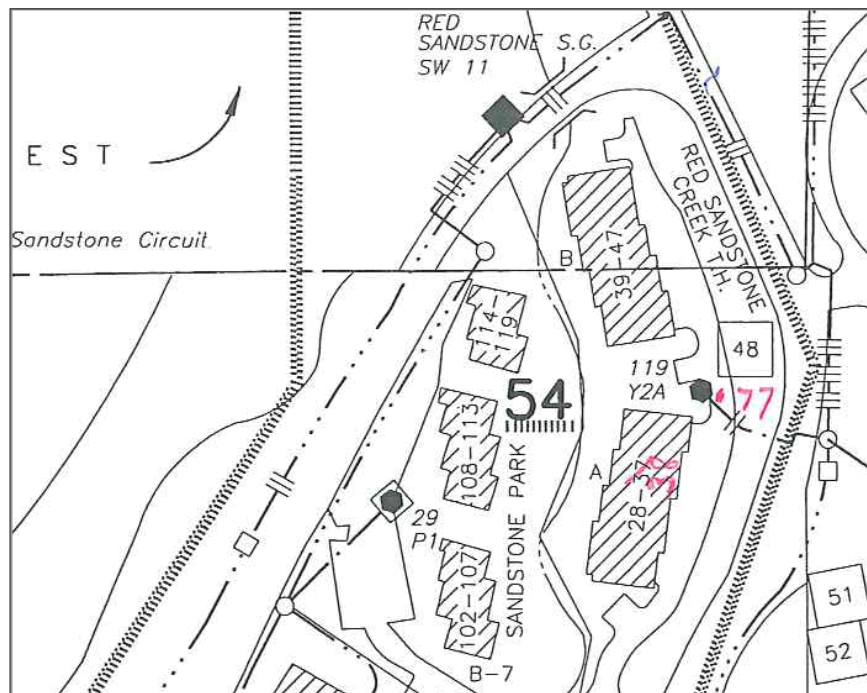 RED
SANDSTONE S.G.
SW 11
E S T
Sandstone Circuit
RED SANDSTONE
CREEK T.H.
B
39-47
114-
119
48
119
Y2A
77
54
108-113
SANDSTONE PARK
A
28-37
29
P1
102-107
B-7
51
52